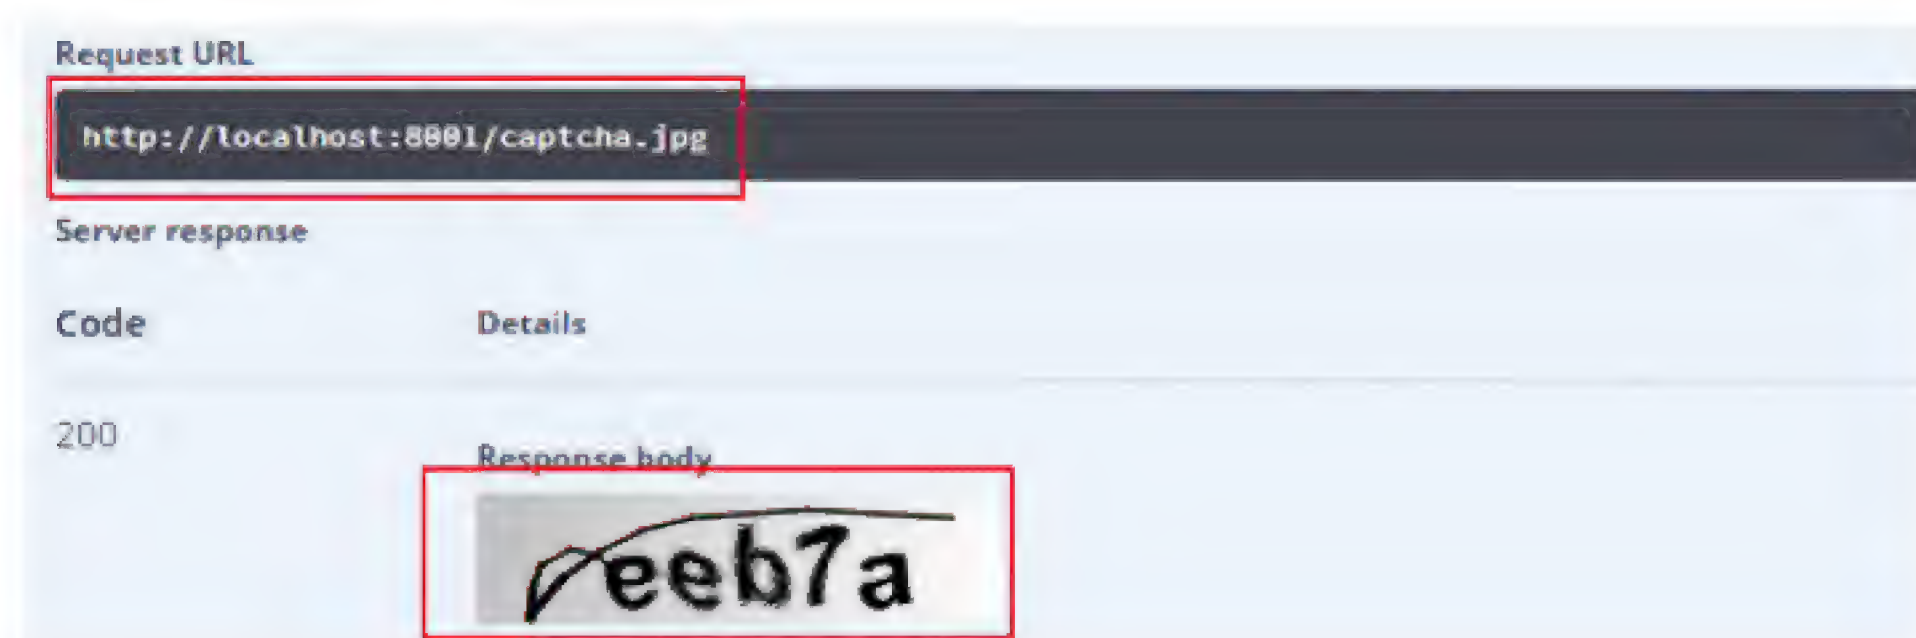 Request URL
http://localhost:8001/captcha.jpg
Server response
Code Details
200
Response body
eeb7a